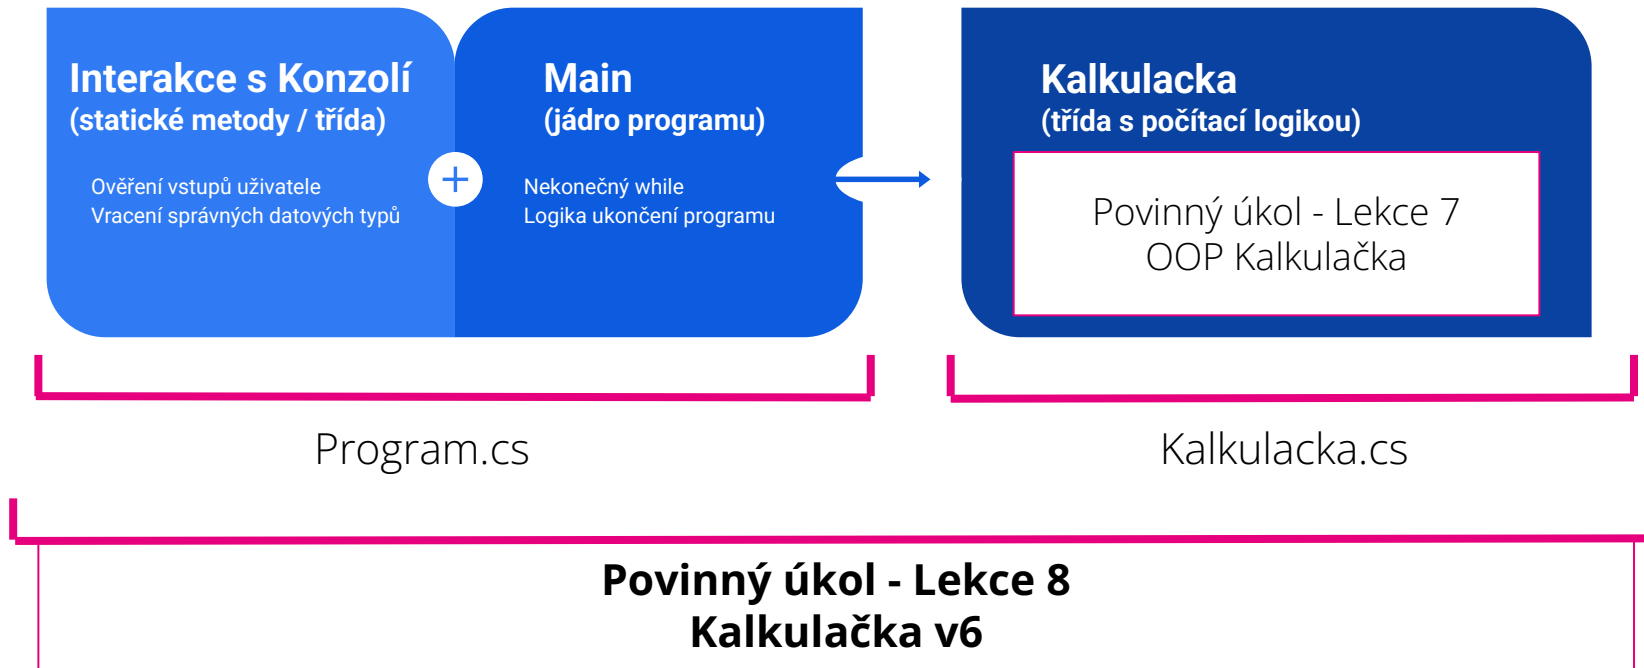 Interakce s Konzolí
(statické metody / třída)
Ověření vstupů uživatele
Vracení správných datových typů
+
Main
(jádro programu)
Nekonečný while
Logika ukončení programu
Kalkulacka
(třída s počítací logikou)
Povinný úkol - Lekce 7
OOP Kalkulačka
Program.cs
Kalkulacka.cs
Povinný úkol - Lekce 8
Kalkulačka v6